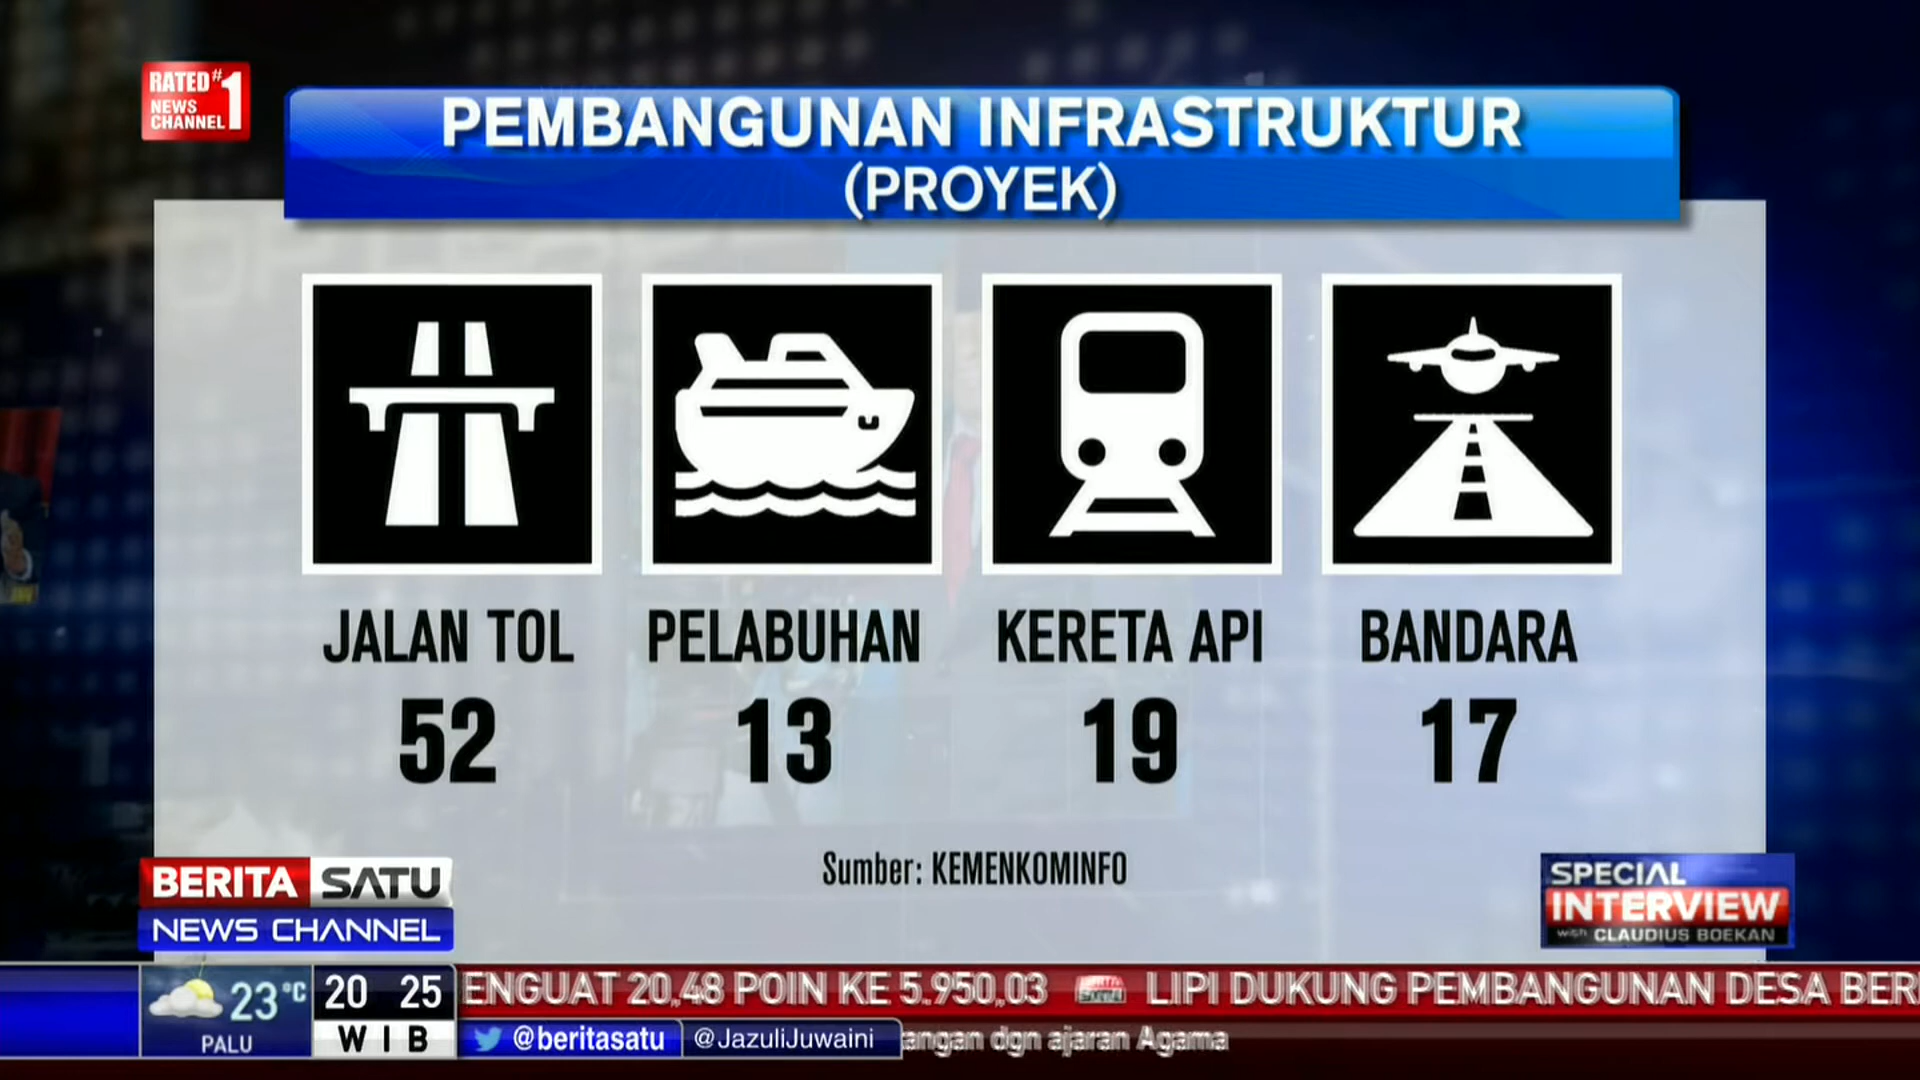 RATED #1
NEWS
CHANNEL
PEMBANGUNAN INFRASTRUKTUR
(PROYEK)
JALAN TOL
52
PELABUHAN
13
KERETA API
19
BANDARA
17
Sumber: KEMENKOMINFO
BERITA SATU
NEWS CHANNEL
SPECIAL
INTERVIEW
with CLAUDIUS BOEKAN
23°C
PALU
20 25
WIB
ENGUAT 20,48 POIN KE 5.950,03 LIPI DUKUNG PEMBANGUNAN DESA BER
@beritasatu @JazuliJuwaini angan dgn ajaran Agama